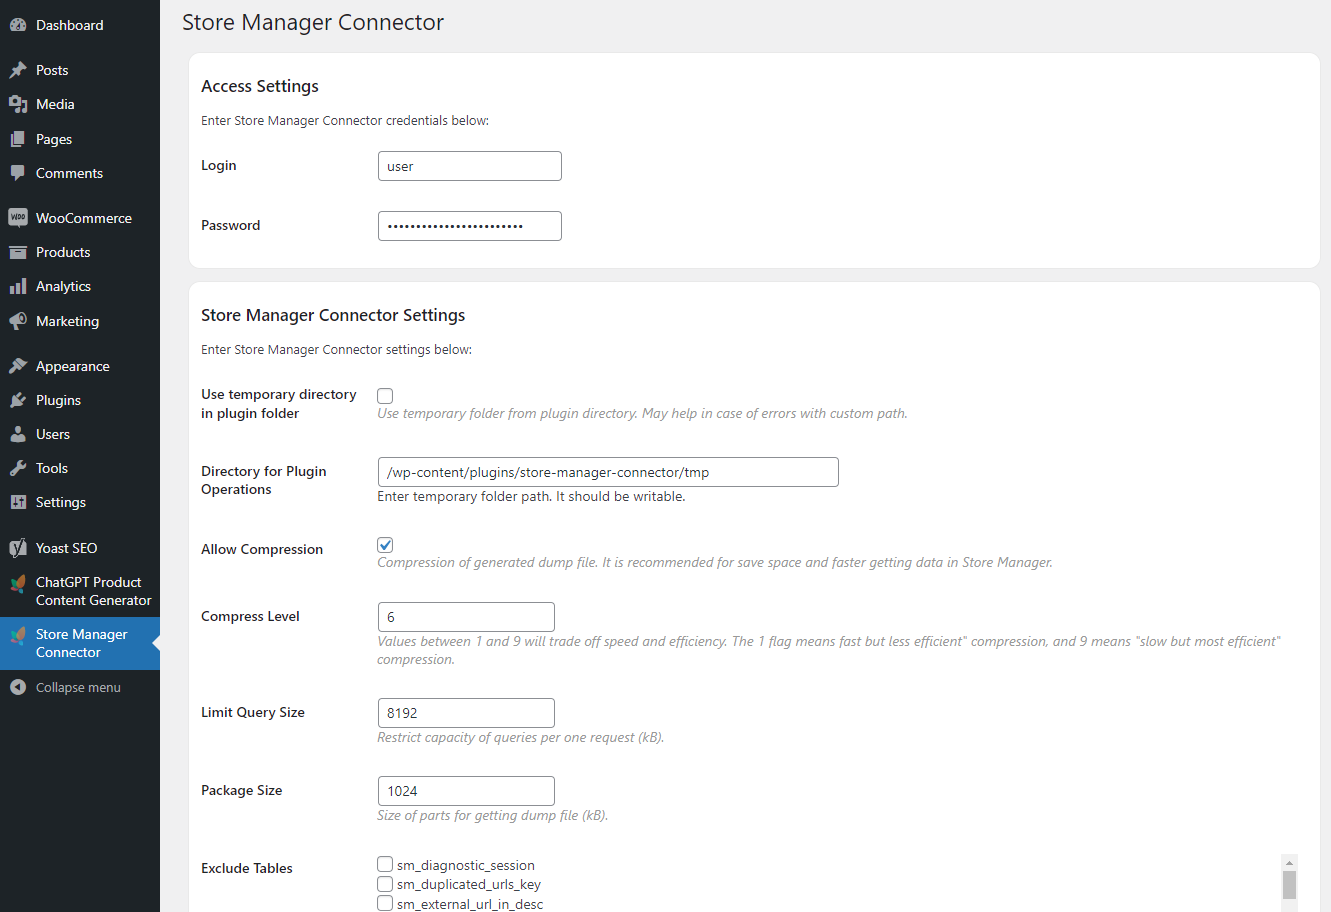 Dashboard
Posts
Media
Pages
Comments
WooCommerce
Products
Analytics
Marketing
Appearance
Plugins
Users
Tools
Settings
Yoast SEO
ChatGPT Product
Content Generator
Store Manager
Connector
Collapse menu
Store Manager Connector
Access Settings
Enter Store Manager Connector credentials below:
Login
user
Password
••••••••••••••••••••••••
Store Manager Connector Settings
Enter Store Manager Connector settings below:
Use temporary directory
in plugin folder
Use temporary folder from plugin directory. May help in case of errors with custom path.
Directory for Plugin
Operations
/wp-content/plugins/store-manager-connector/tmp
Enter temporary folder path. It should be writable.
Allow Compression
Compression of generated dump file. It is recommended for save space and faster getting data in Store Manager.
Compress Level
6
Values between 1 and 9 will trade off speed and efficiency. The 1 flag means fast but less efficient" compression, and 9 means "slow but most efficient"
compression.
Limit Query Size
8192
Restrict capacity of queries per one request (kB).
Package Size
1024
Size of parts for getting dump file (kB).
Exclude Tables
sm_diagnostic_session
sm_duplicated_urls_key
sm_external_url_in_desc